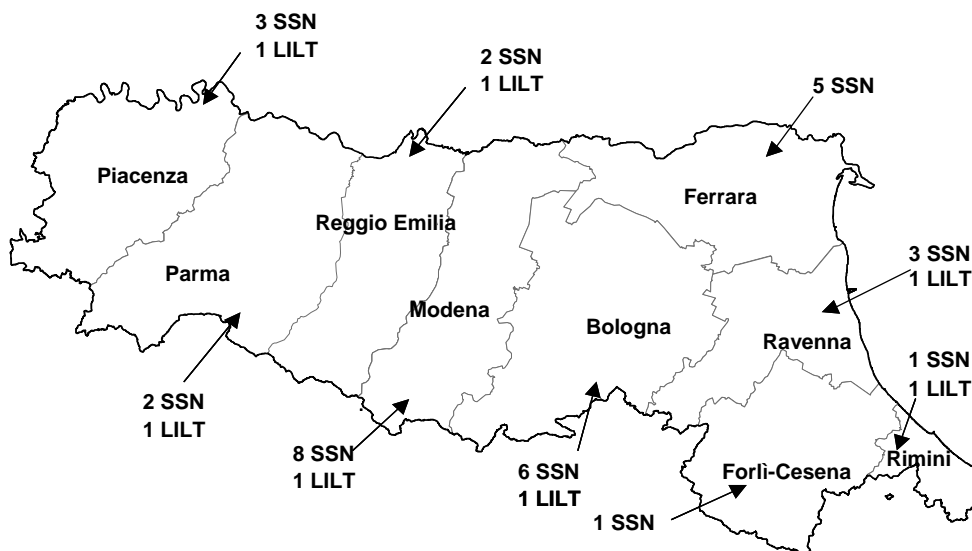 3 SSN
1 LILT
2 SSN
1 LILT
5 SSN
Piacenza
Ferrara
Reggio Emilia
Parma
3 SSN
1 LILT
Modena
Bologna
Ravenna
1 SSN
1 LILT
2 SSN
1 LILT
8 SSN
1 LILT
6 SSN
1 LILT
Forlì-Cesena
Rimini
1 SSN